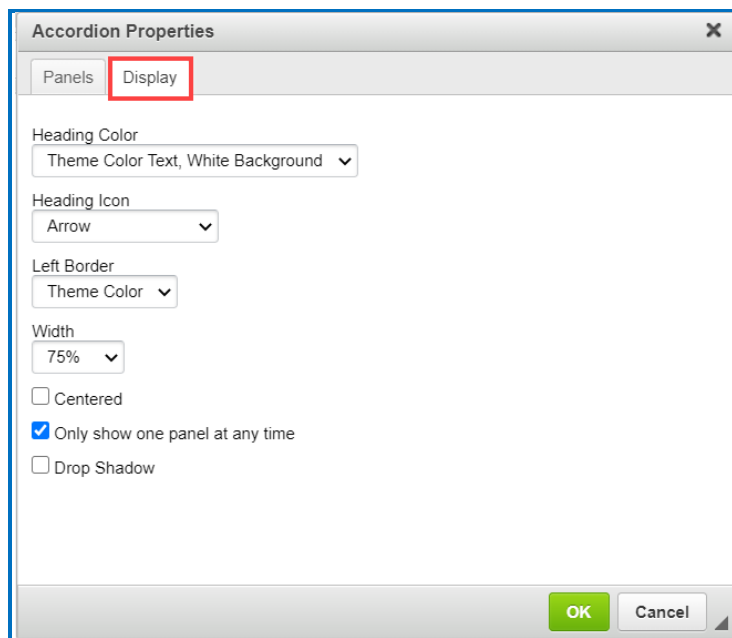 Accordion Properties
Panels Display
Heading Color
Theme Color Text, White Background
Heading Icon
Arrow
Left Border
Theme Color
Width
75%
Centered
Only show one panel at any time
Drop Shadow
OK Cancel